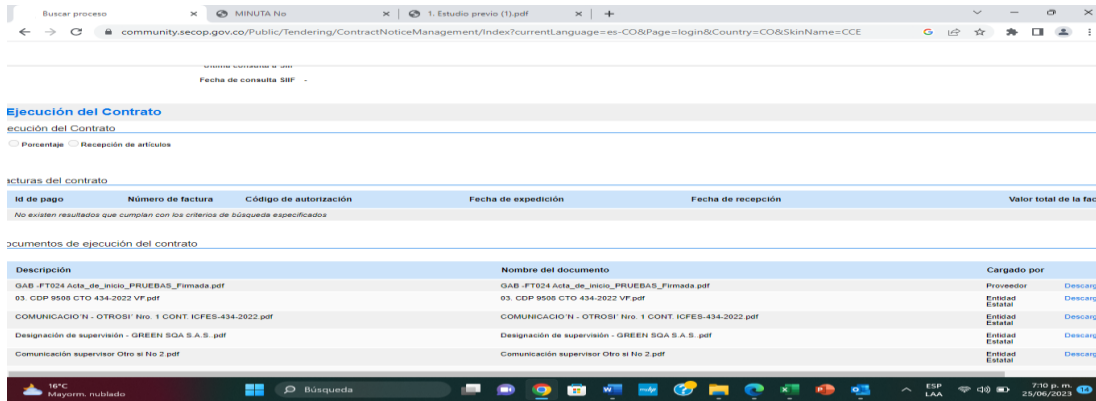 Buscar proceso
MINUTA No
1. Estudio previo (1).pdf
community.secop.gov.co/Public/Tendering/ContractNoticeManagement/Index?currentLanguage=es-CO&Page=login&Country=CO&SkinName=CCE
Fecha de consulta SIIF -
Ejecución del Contrato
ecución del Contrato
Porcentaje Recepción de artículos
acturas del contrato
Id de pago Número de factura Código de autorización Fecha de expedición Fecha de recepción Valor total de la fac
No existen resultados que cumplan con los criterios de búsqueda especificados
ocumentos de ejecución del contrato
Descripción Nombre del documento Cargado por
GAB -FT024 Acta_de_inicio_PRUEBAS_Firmada.pdf GAB -FT024 Acta_de_inicio_PRUEBAS_Firmada.pdf Proveedor Descarg
03. CDP 9508 CTO 434-2022 VF.pdf 03. CDP 9508 CTO 434-2022 VF.pdf Entidad Estatal Descarg
COMUNICACIO´N - OTROSI´ Nro. 1 CONT. ICFES-434-2022.pdf COMUNICACIO´N - OTROSI´ Nro. 1 CONT. ICFES-434-2022.pdf Entidad Estatal Descarg
Designación de supervisión - GREEN SQA S.A.S..pdf Designación de supervisión - GREEN SQA S.A.S..pdf Entidad Estatal Descarg
Comunicación supervisor Otro si No 2.pdf Comunicación supervisor Otro si No 2.pdf Entidad Estatal Descarg
16°C
Mayorm. nublado
Búsqueda
ESP
LAA
7:10 p. m.
25/06/2023
14